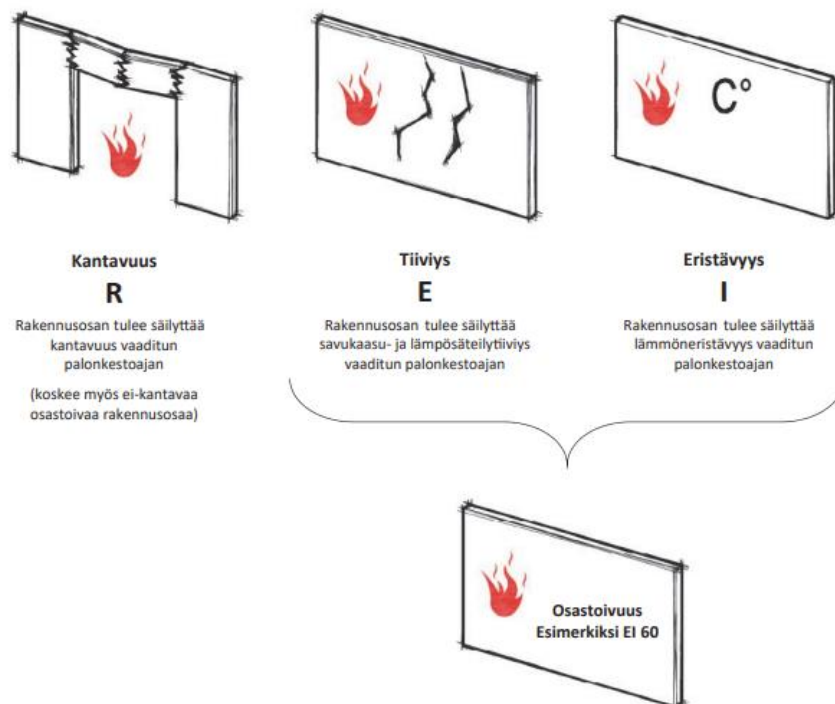 C°
Kantavuus
R
Rakennusosan tulee säilyttää
kantavuus vaaditun
palonkestoajan
(koskee myös ei-kantavaa
osastoivaa rakennusosaa)
Tiiviys
E
Rakennusosan tulee säilyttää
savukaasu- ja lämpösäteilytiiviys
vaaditun palonkestoajan
Eristävyys
I
Rakennusosan tulee säilyttää
lämmöneristävyys vaaditun
palonkestoajan
Osastoivuus
Esimerkiksi EI 60